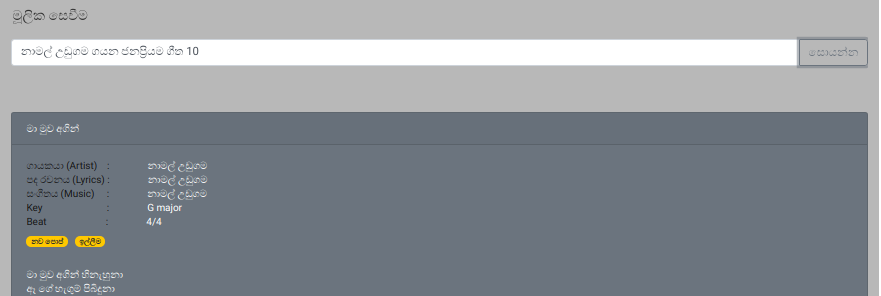 මූලික සෙවීම
නාමල් උඩුගම ගයන ජනප්‍රියම ගීත 10 සොයන්න
මා මුව අගින්
ගායකයා (Artist) : නාමල් උඩුගම
පද රචනය (Lyrics) : නාමල් උඩුගම
සංගීතය (Music) : නාමල් උඩුගම
Key : G major
Beat : 4/4
නව පොප් ඉල්ලීම
මා මුව අගින් හිනැහුනා
ඈ ගේ හැගුම් පිබිදුනා